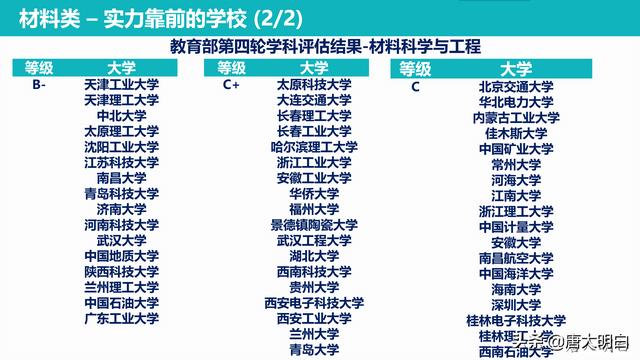 材料类 – 实力靠前的学校 (2/2)
教育部第四轮学科评估结果-材料科学与工程
等级 大学
B- 天津工业大学
天津理工大学
中北大学
太原理工大学
沈阳工业大学
江苏科技大学
南昌大学
青岛科技大学
济南大学
河南科技大学
武汉大学
中国地质大学
陕西科技大学
兰州理工大学
中国石油大学
广东工业大学
等级 大学
C+ 太原科技大学
大连交通大学
长春理工大学
长春工业大学
哈尔滨理工大学
浙江工业大学
安徽工业大学
华侨大学
福州大学
景德镇陶瓷大学
武汉工程大学
湖北大学
西南科技大学
贵州大学
西安电子科技大学
西安工业大学
兰州大学
青岛大学
等级 大学
C 北京交通大学
华北电力大学
内蒙古工业大学
佳木斯大学
中国矿业大学
常州大学
河海大学
江南大学
浙江理工大学
中国计量大学
安徽大学
南昌航空大学
中国海洋大学
海南大学
深圳大学
桂林电子科技大学
桂林理工大学
西南石油大学
头条@唐大明白